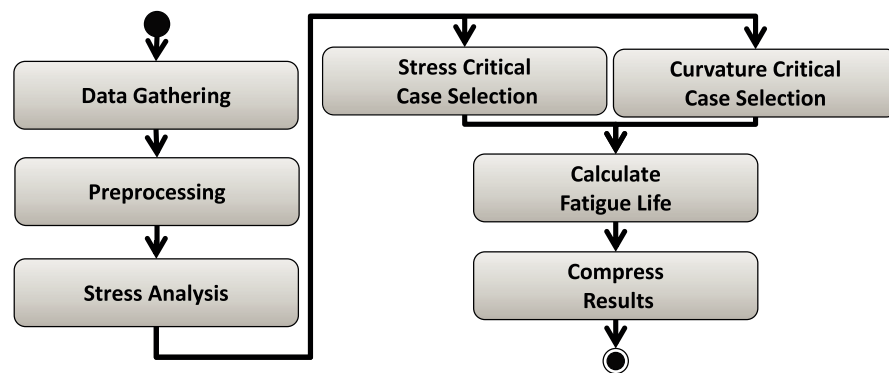 Data Gathering
Preprocessing
Stress Analysis
Stress Critical
Case Selection
Curvature Critical
Case Selection
Calculate
Fatigue Life
Compress
Results